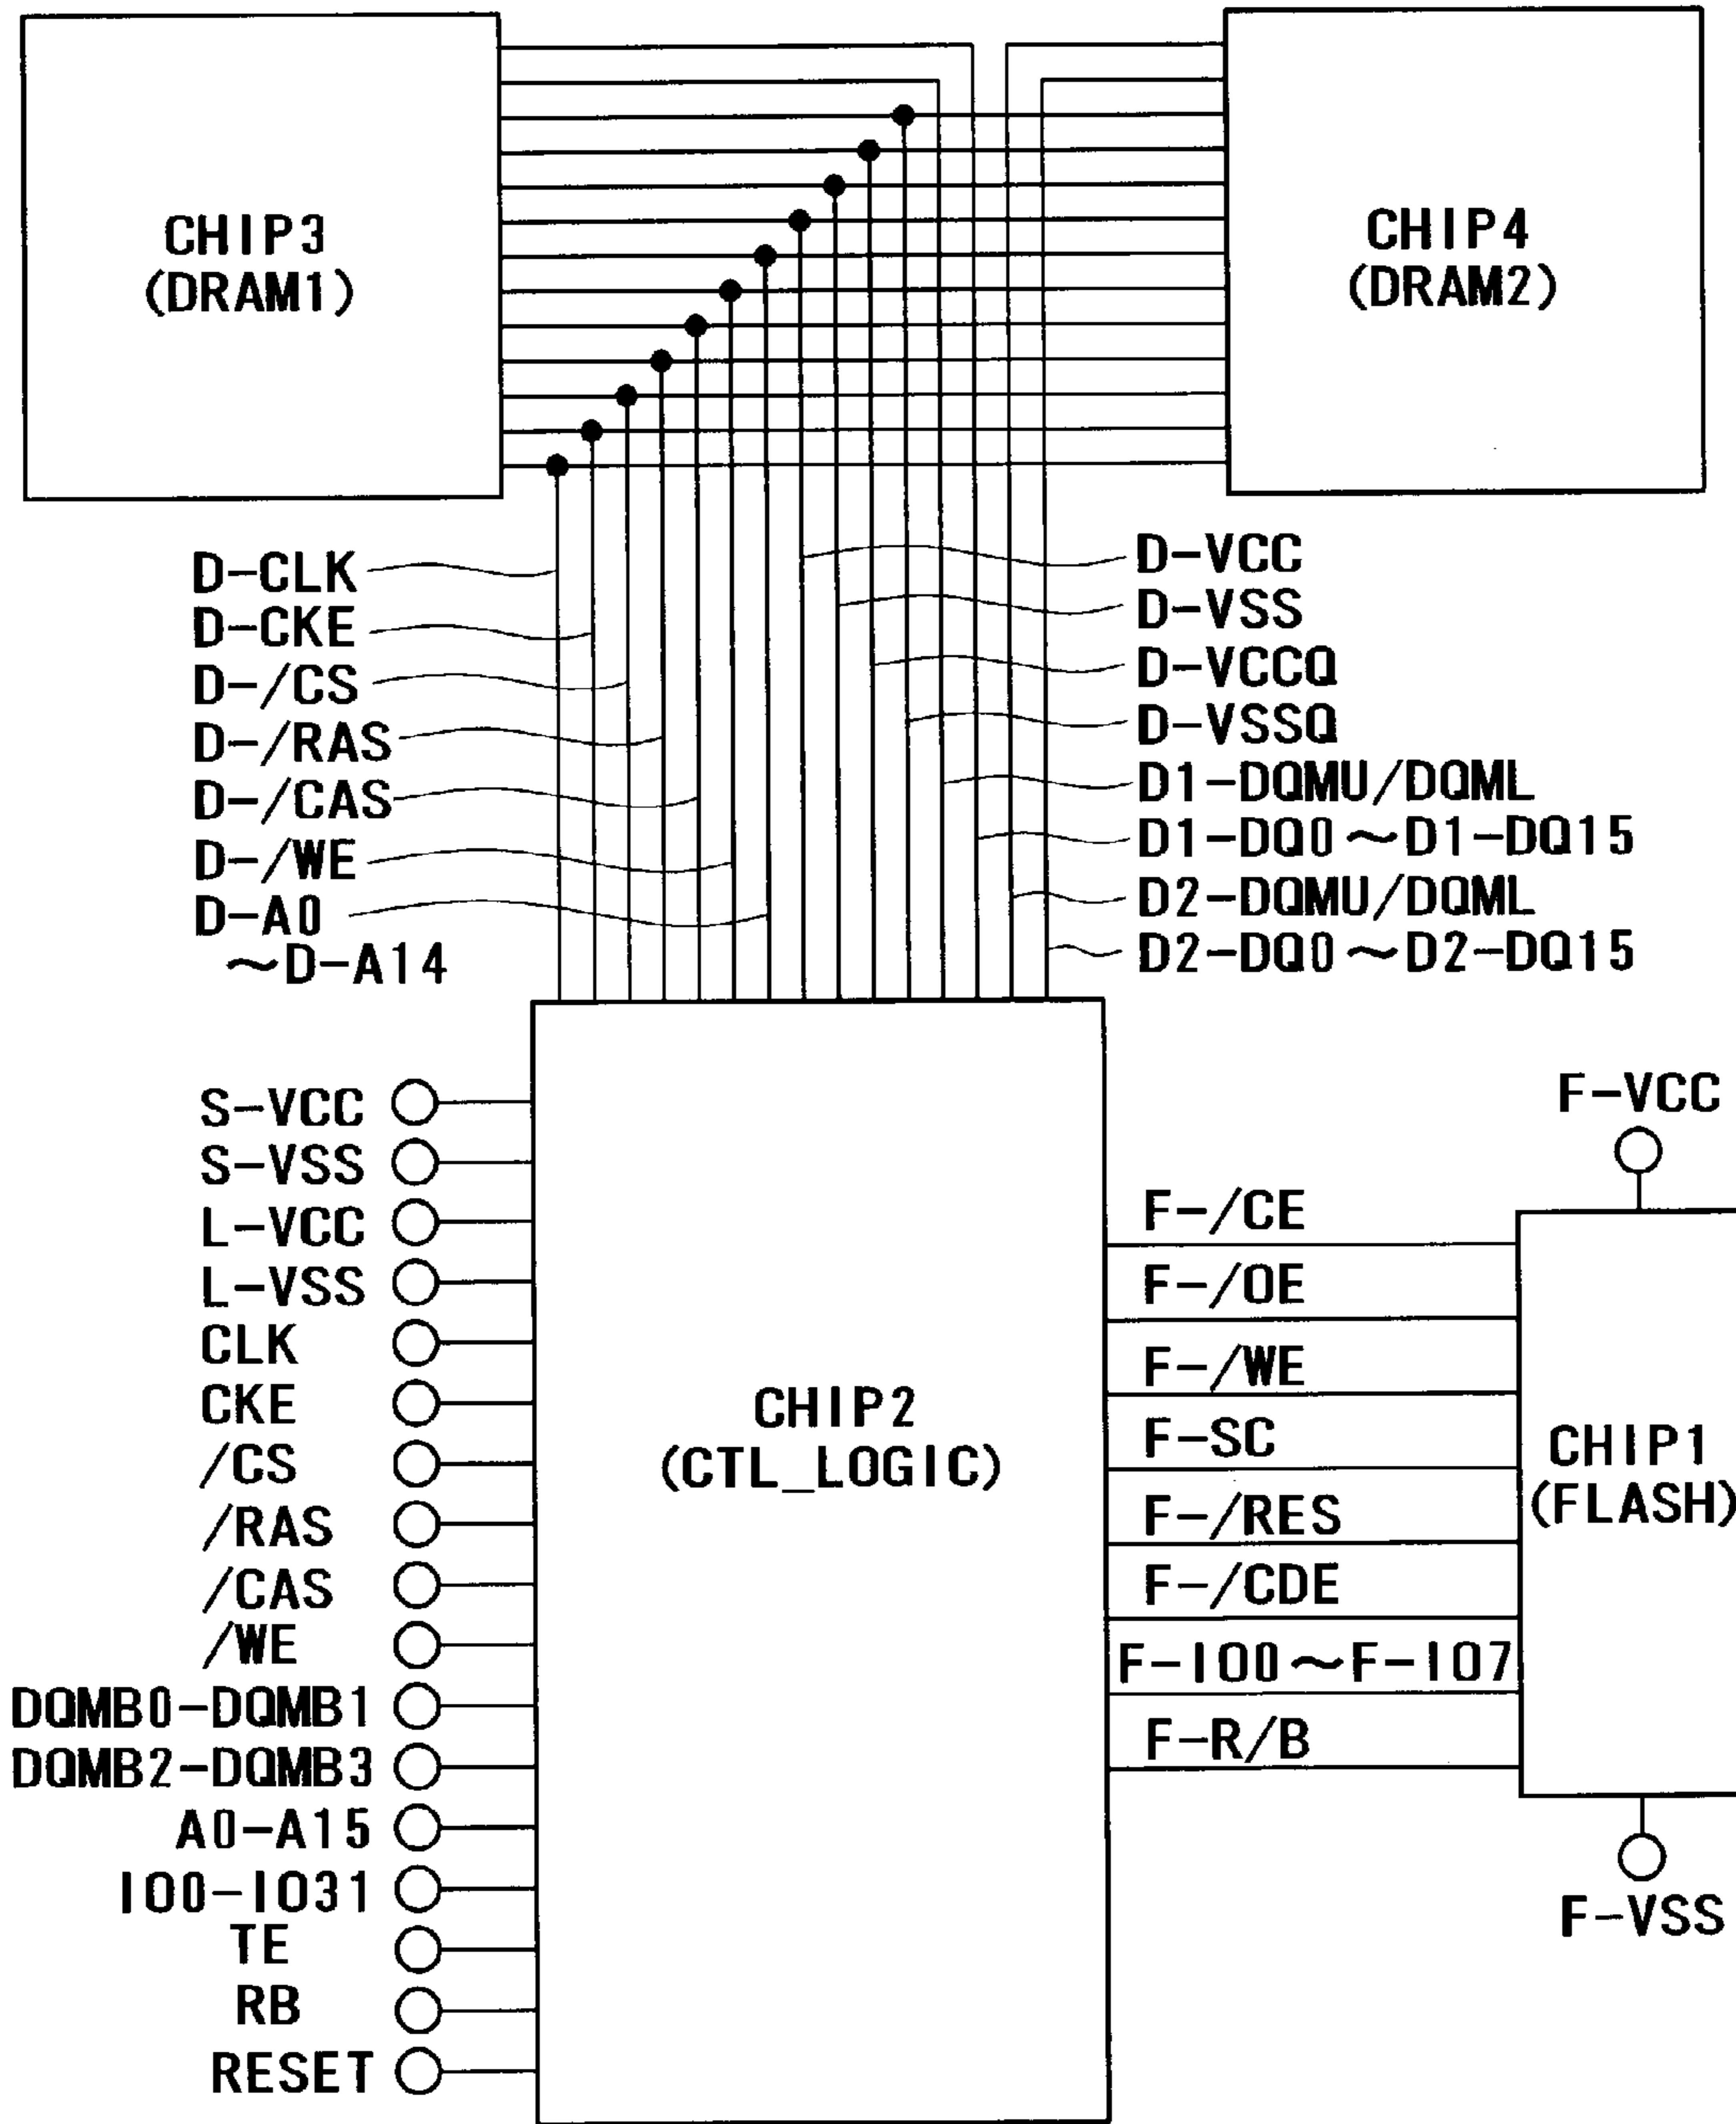 CHIP3
(DRAM1)
CHIP4
(DRAM2)
D-CLK
D-CKE
D-/CS
D-/RAS
D-/CAS
D-/WE
D-A0
~D-A14
D-VCC
D-VSS
D-VCCQ
D-VSSQ
D1-DQMU/DQML
D1-DQ0~D1-DQ15
D2-DQMU/DQML
D2-DQ0~D2-DQ15
S-VCC
S-VSS
L-VCC
L-VSS
CLK
CKE
/CS
/RAS
/CAS
/WE
DQMB0-DQMB1
DQMB2-DQMB3
A0-A15
IO0-IO31
TE
RB
RESET
CHIP2
(CTL_LOGIC)
F-/CE
F-/OE
F-/WE
F-SC
F-/RES
F-/CDE
F-IO0~F-IO7
F-R/B
F-VCC
CHIP1
(FLASH)
F-VSS